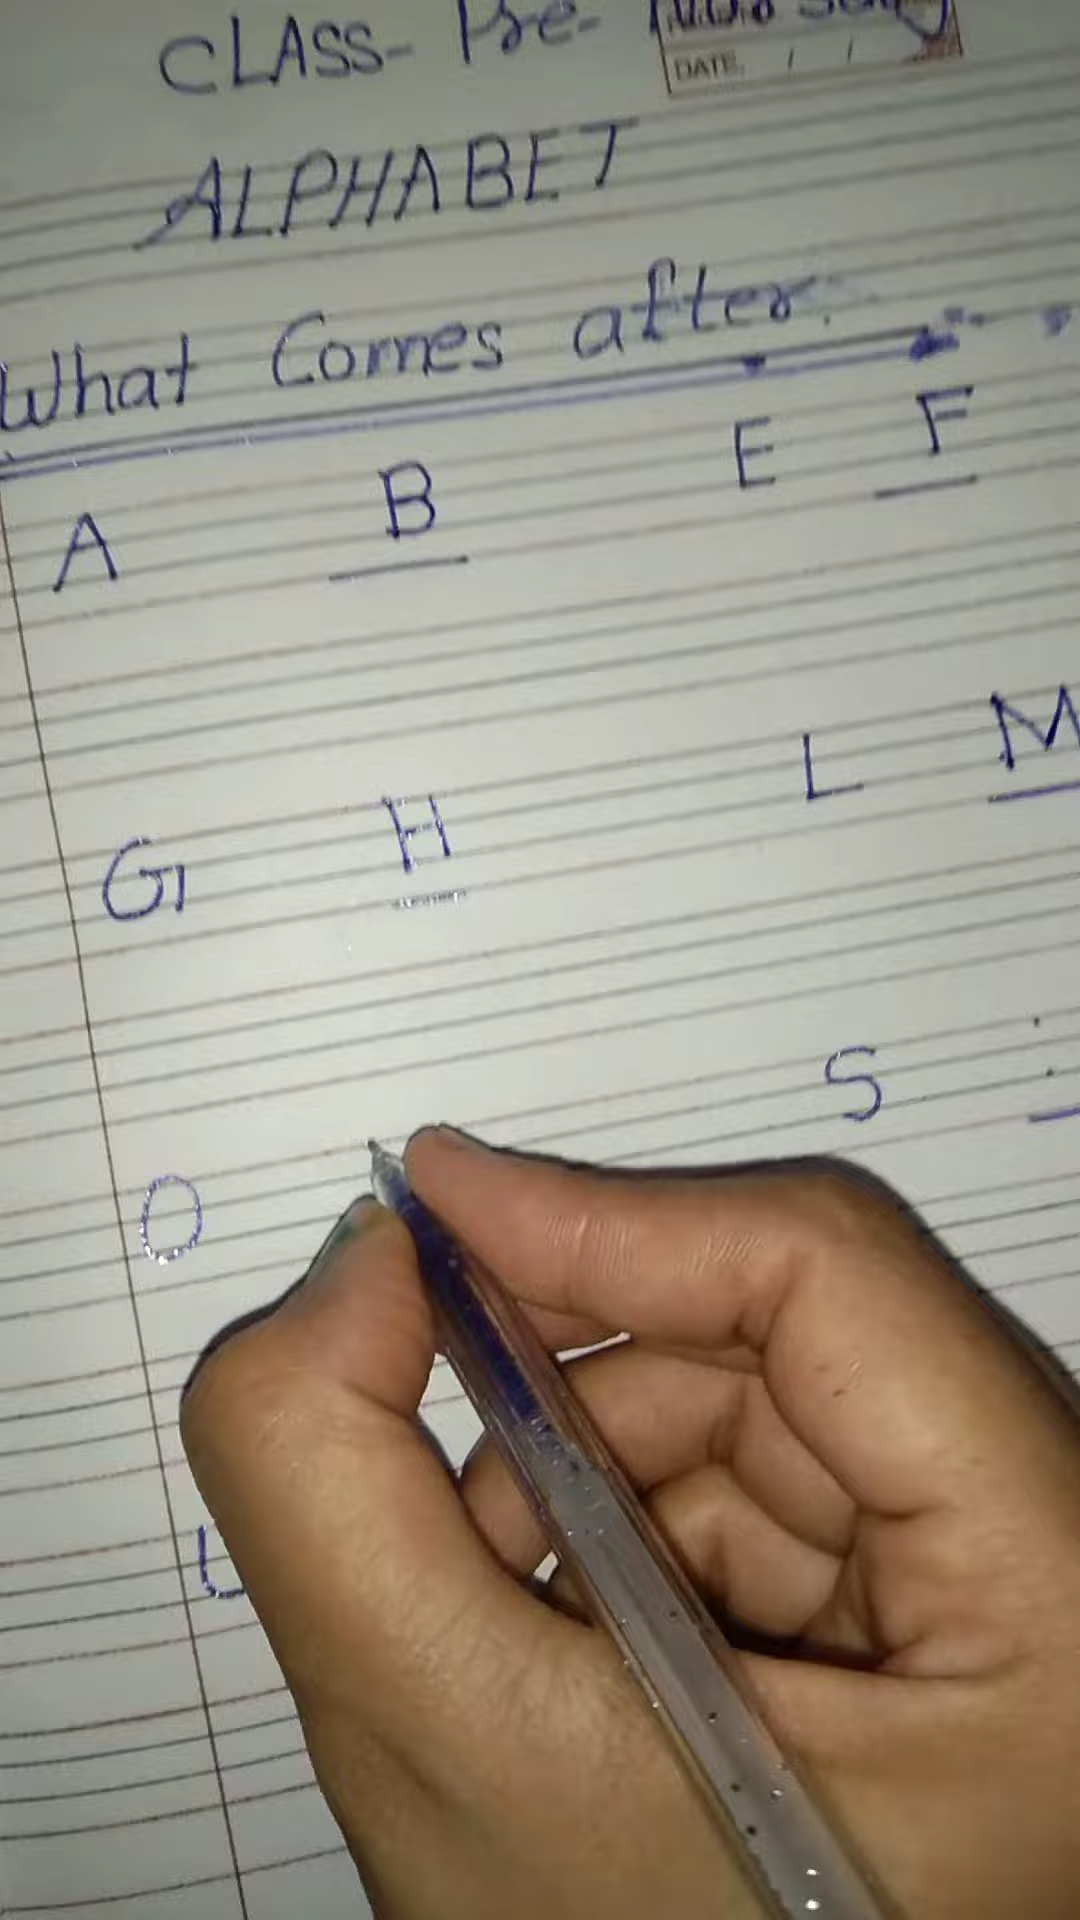 CLASS- Pre-
DATE / /
ALPHABET
What Comes after
A B E F
G H L M
O S
U